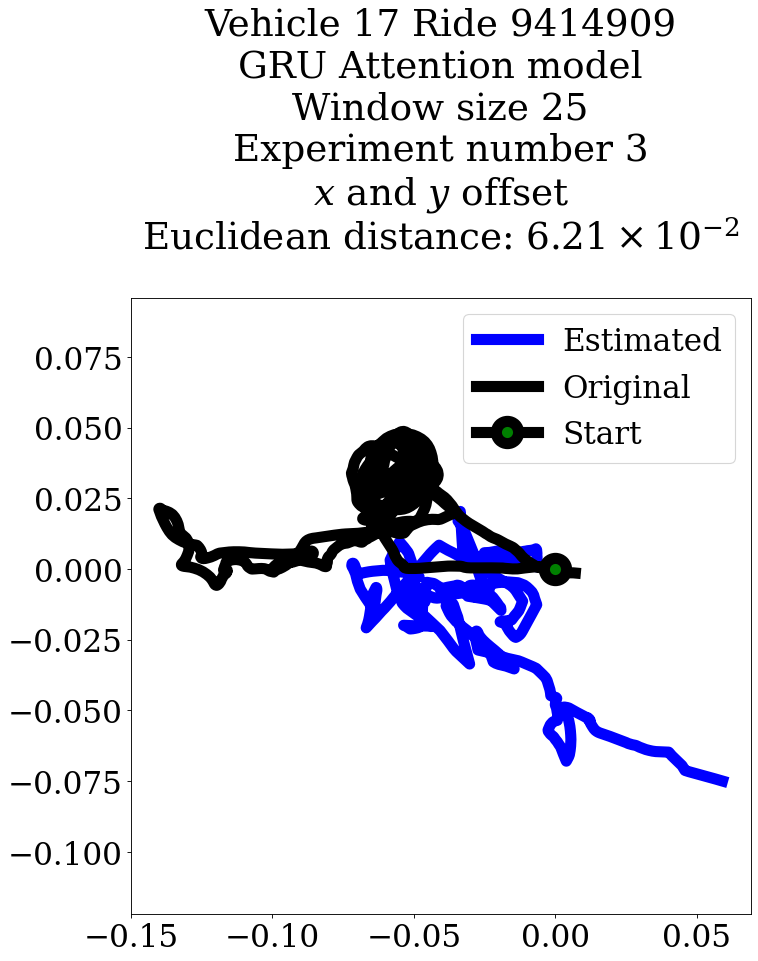 Vehicle 17 Ride 9414909
GRU Attention model
Window size 25
Experiment number 3
x and y offset
Euclidean distance: 6.21 × 10⁻²
Estimated
Original
Start
0.075
0.050
0.025
0.000
−0.025
−0.050
−0.075
−0.100
−0.15 −0.10 −0.05 0.00 0.05